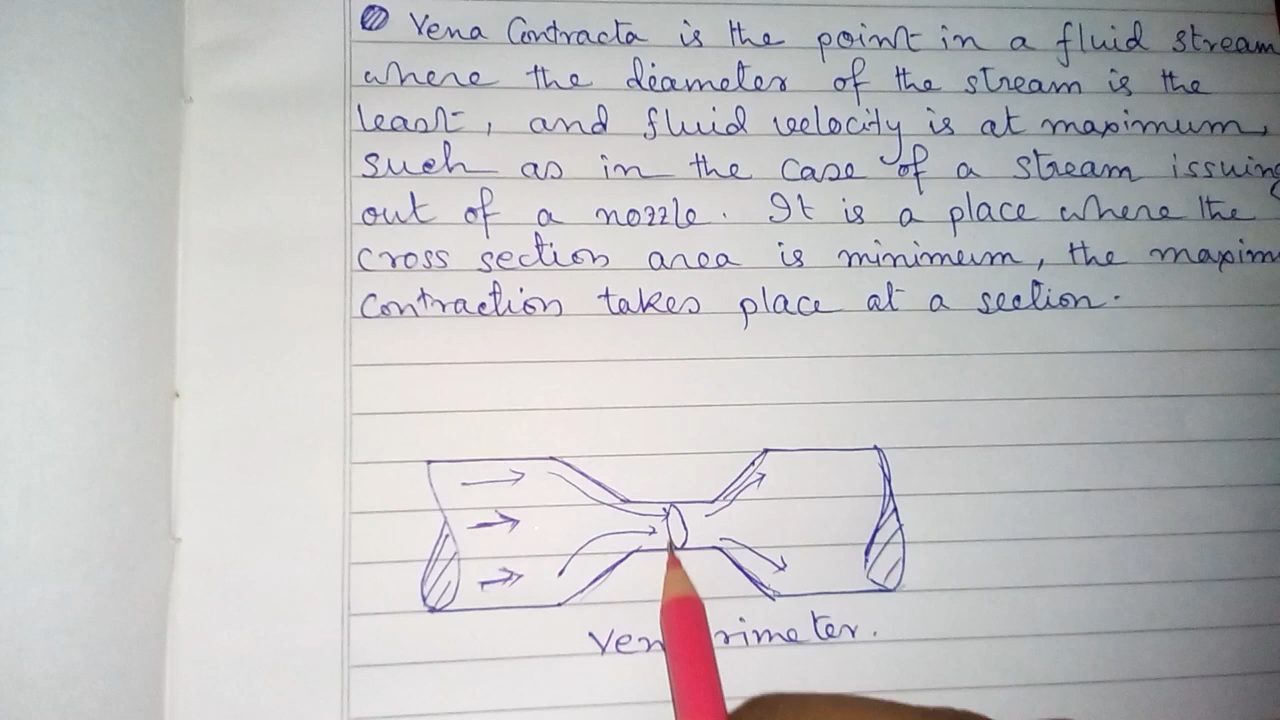 Vena Contracta is the point in a fluid stream
where the diameter of the stream is the
least, and fluid velocity is at maximum,
such as in the case of a stream issuing
out of a nozzle. It is a place where the
cross section area is minimum, the maxim
contraction takes place at a section.